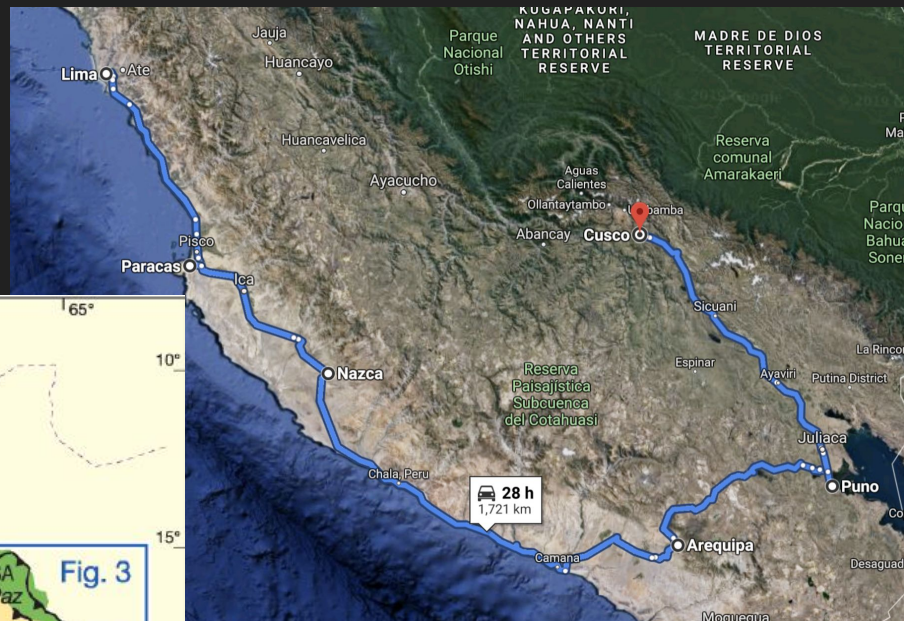 KUGAPAKORI,
NAHUA, NANTI
AND OTHERS
TERRITORIAL
RESERVE
MADRE DE DIOS
TERRITORIAL
RESERVE
Jauja
Parque
Nacional
Otishi
Lima
Ate
Huancayo
Huancavelica
Reserva
comunal
Amarakaeri
Ayacucho
Aguas
Calientes
Ollantaytambo
Abancay
Cusco
Pisco
Paracas
Ica
Sicuani
65°
10°
Nazca
Espinar
Ayaviri
Putina District
La Rincor
Reserva
Paisajística
Subcuenca
del Cotahuasi
Juliaca
Chala, Peru
28 h
1,721 km
Puno
Co
15°
Camana
Arequipa
Desaguad
Fig. 3
Moquegua